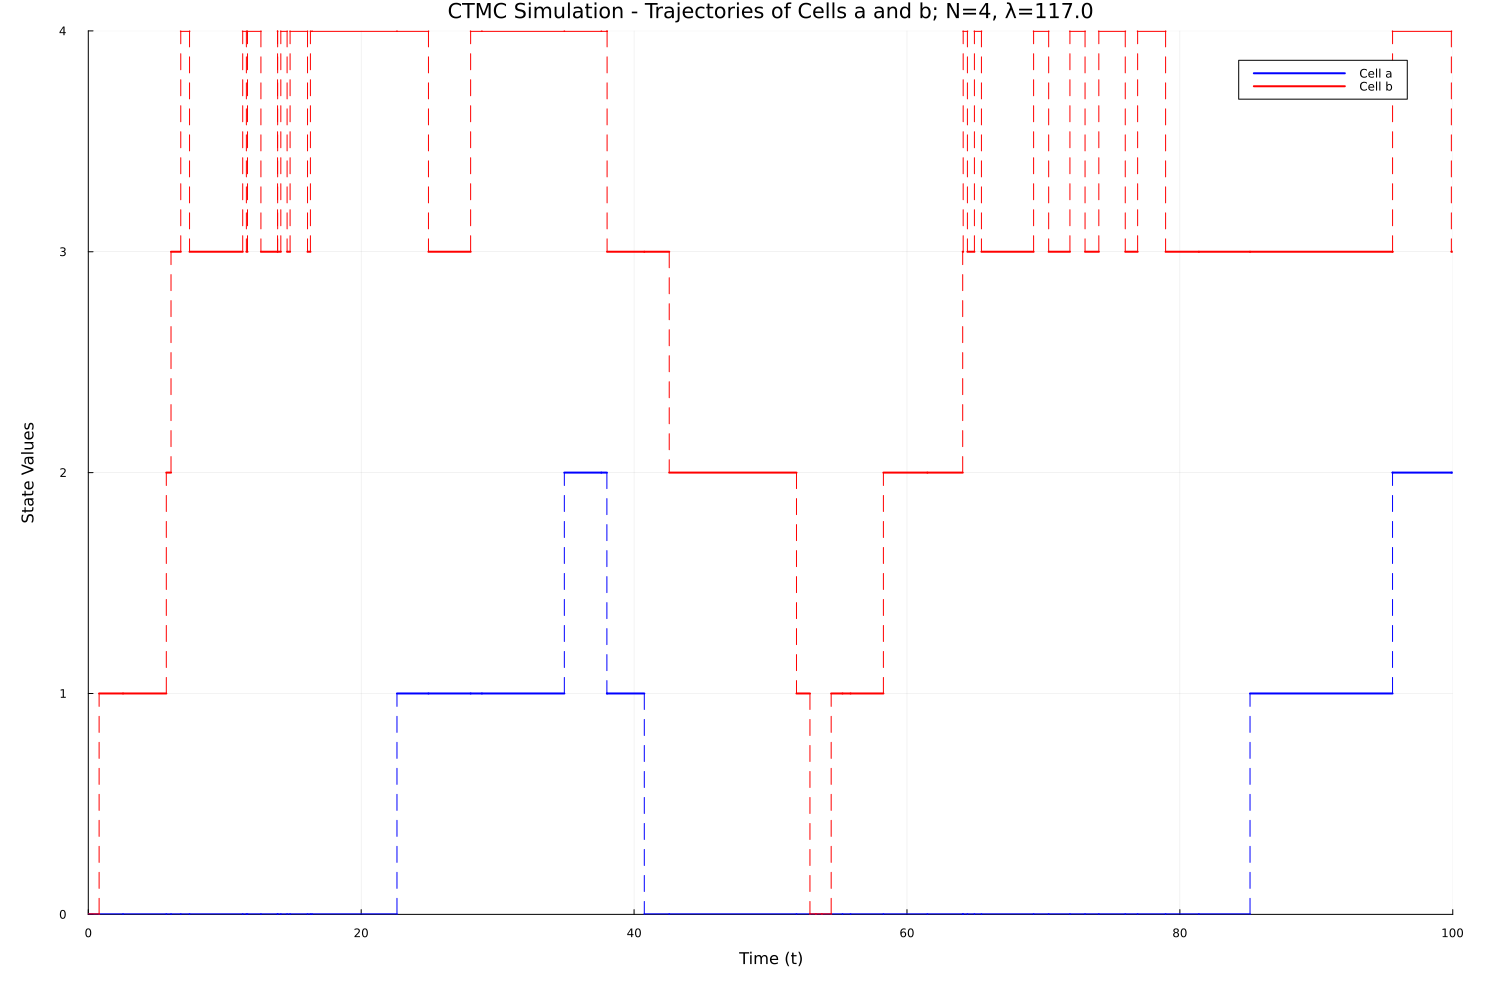 CTMC Simulation - Trajectories of Cells a and b; N=4, λ=117.0
4
Cell a
Cell b
3
State Values
2
1
0
0 20 40 60 80 100
Time (t)